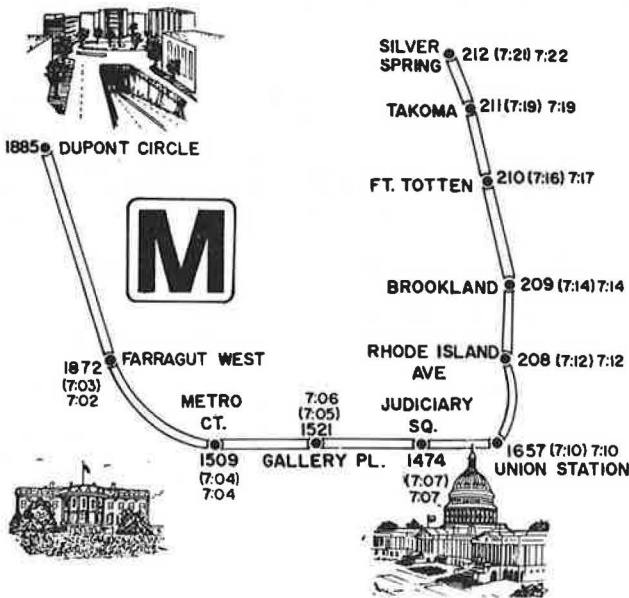 SILVER
SPRING
212 (7:21) 7:22
TAKOMA
211 (7:19) 7:19
1885
DUPONT CIRCLE
FT. TOTTEN
210 (7:16) 7:17
M
BROOKLAND
209 (7:14) 7:14
FARRAGUT WEST
1872
(7:03)
7:02
RHODE ISLAND
AVE
208 (7:12) 7:12
METRO
CT.
1509
(7:04)
7:04
7:06
(7:05)
1521
GALLERY PL.
JUDICIARY
SQ.
1474
(7:07)
7:07
1657 (7:10) 7:10
UNION STATION